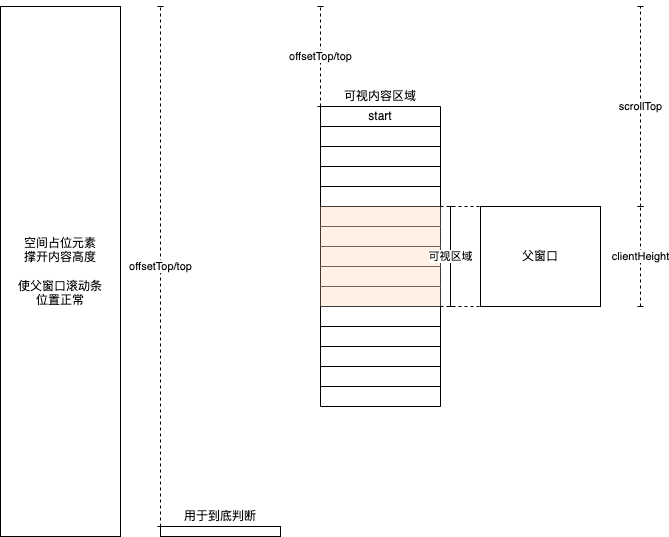 offsetTop/top
可视内容区域
start
scrollTop
空间占位元素
撑开内容高度
使父窗口滚动条
位置正常
offsetTop/top
可视区域
父窗口
clientHeight
用于到底判断